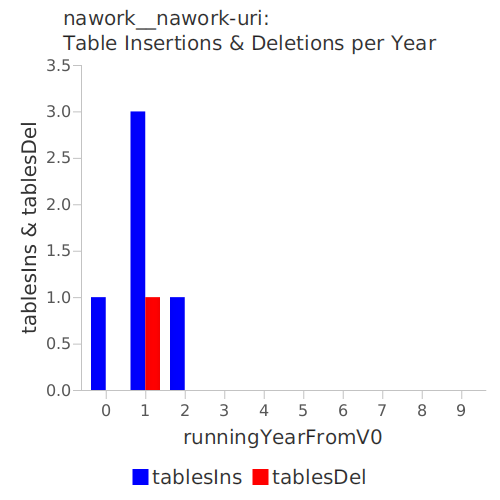 nawork__nawork-uri:
Table Insertions & Deletions per Year
tablesIns & tablesDel
3.5
3.0
2.5
2.0
1.5
1.0
0.5
0.0
0 1 2 3 4 5 6 7 8 9
runningYearFromV0
tablesIns tablesDel